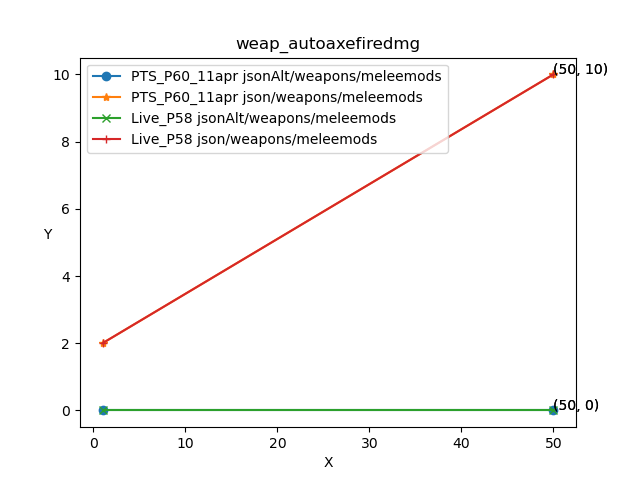 weap_autoaxefiredmg
PTS_P60_11apr jsonAlt/weapons/meleemods
PTS_P60_11apr json/weapons/meleemods
Live_P58 jsonAlt/weapons/meleemods
Live_P58 json/weapons/meleemods
(50, 10)
(50, 0)
Y
10
8
6
4
2
0
0 10 20 30 40 50
X